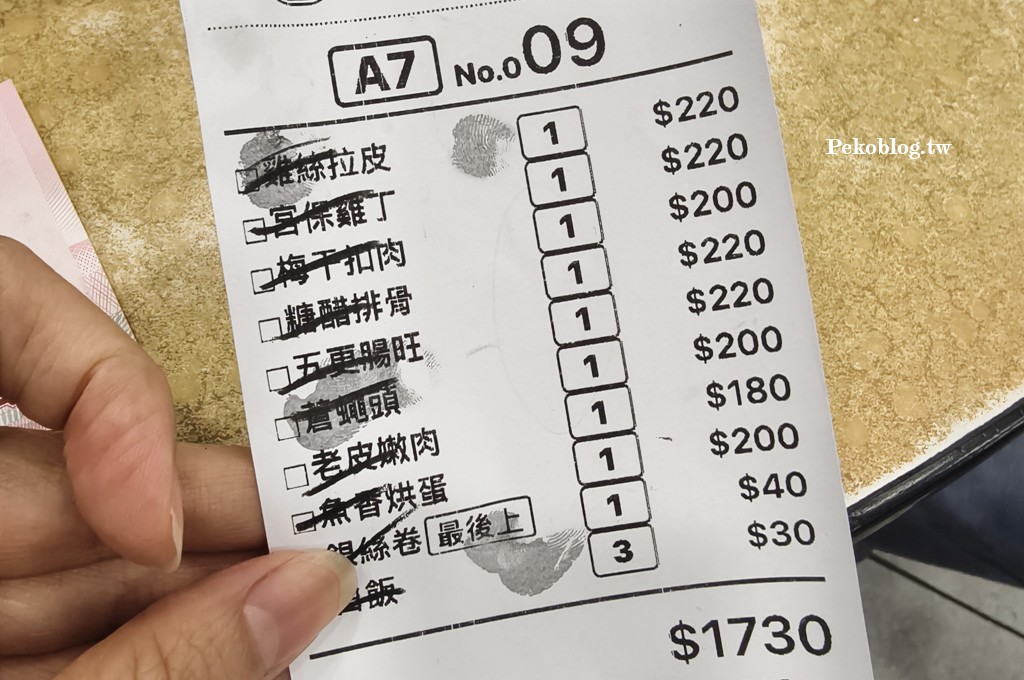 A7 No.009
雞絲拉皮 1 $220
宮保雞丁 1 $220
梅干扣肉 1 $200
糖醋排骨 1 $220
五更腸旺 1 $220
蒼蠅頭 1 $200
老皮嫩肉 1 $180
魚香烘蛋 1 $200
銀絲卷 最後上 1 $40
飯 3 $30
$1730
Pekoblog.tw